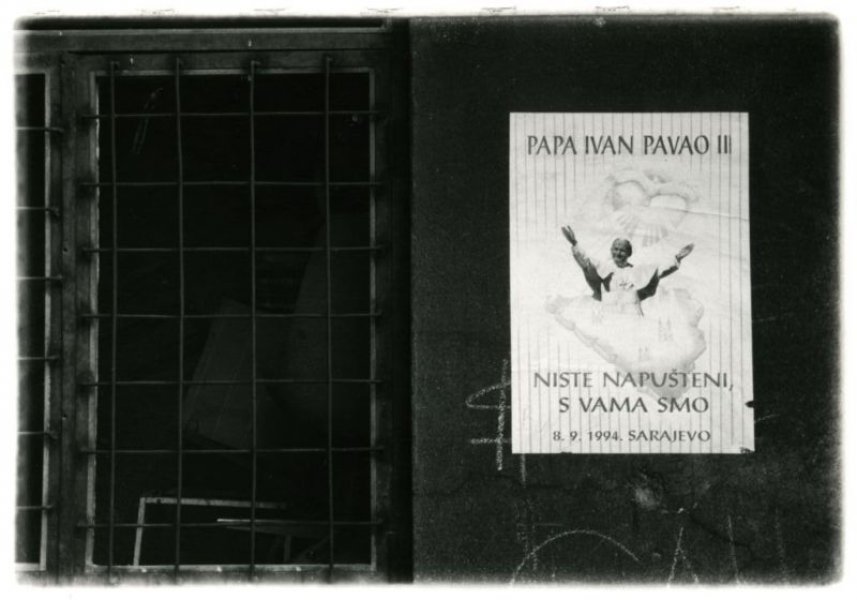 PAPA IVAN PAVAO II
NISTE NAPUŠTENI,
S VAMA SMO
8. 9. 1994. SARAJEVO